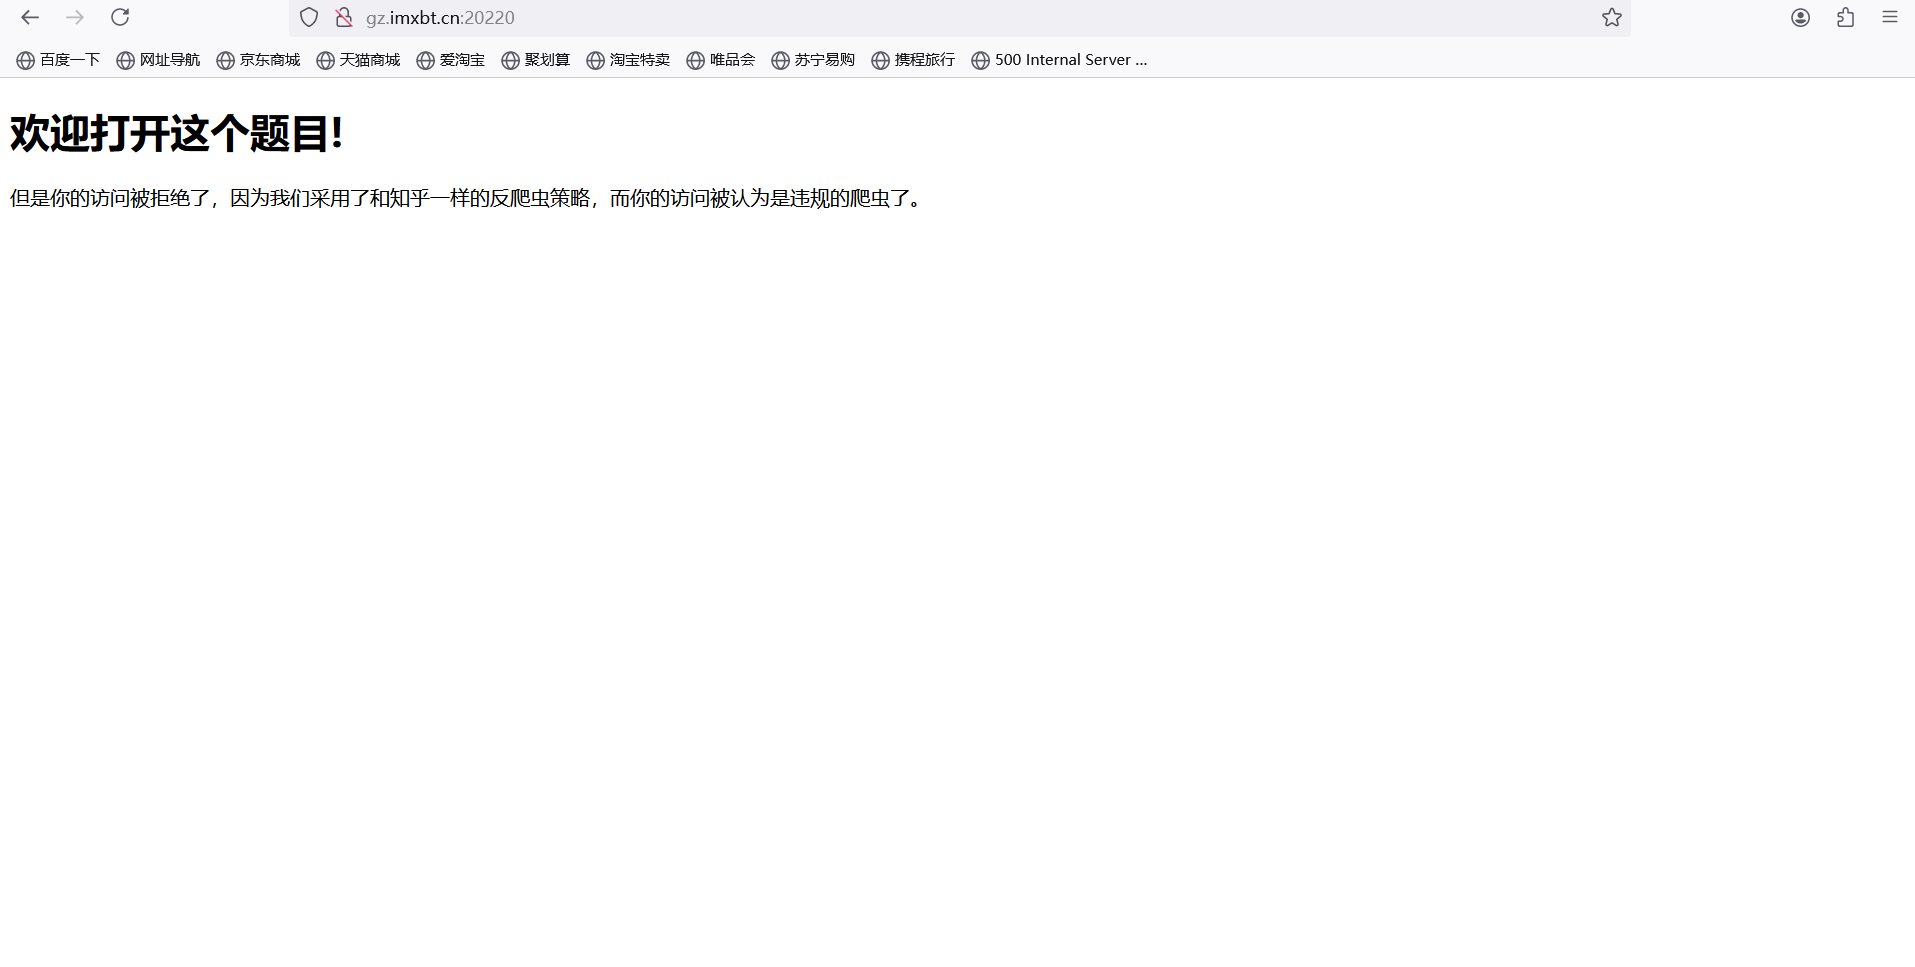 gz.imxbt.cn:20220
百度一下 网址导航 京东商城 天猫商城 爱淘宝 聚划算 淘宝特卖 唯品会 苏宁易购 携程旅行 500 Internal Server ...
欢迎打开这个题目!
但是你的访问被拒绝了，因为我们采用了和知乎一样的反爬虫策略，而你的访问被认为是违规的爬虫了。